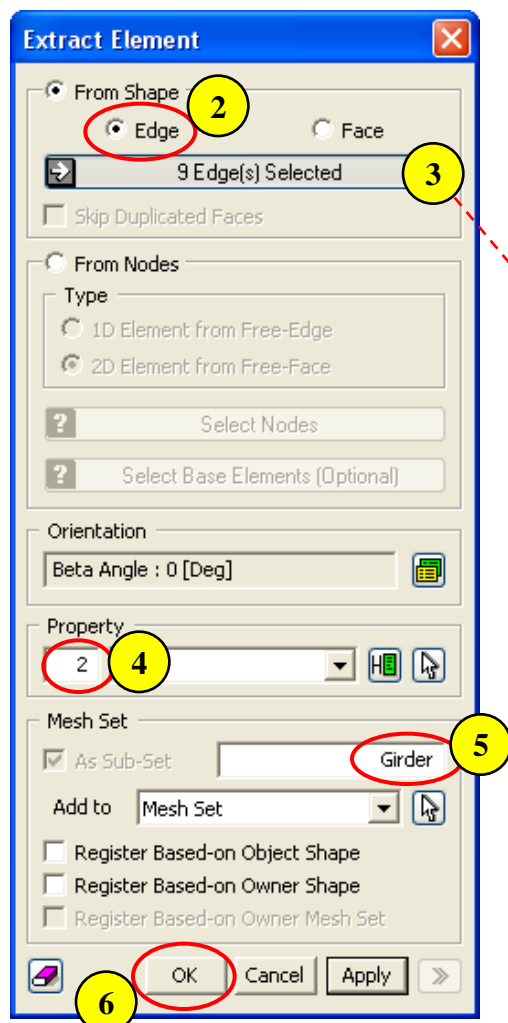 Extract Element
From Shape
2
Edge Face
9 Edge(s) Selected
3
Skip Duplicated Faces
From Nodes
Type
1D Element from Free-Edge
2D Element from Free-Face
? Select Nodes
? Select Base Elements (Optional)
Orientation
Beta Angle : 0 [Deg]
Property
2
4
Mesh Set
5
As Sub-Set Girder
Add to Mesh Set
Register Based-on Object Shape
Register Based-on Owner Shape
Register Based-on Owner Mesh Set
OK Cancel Apply >>
6